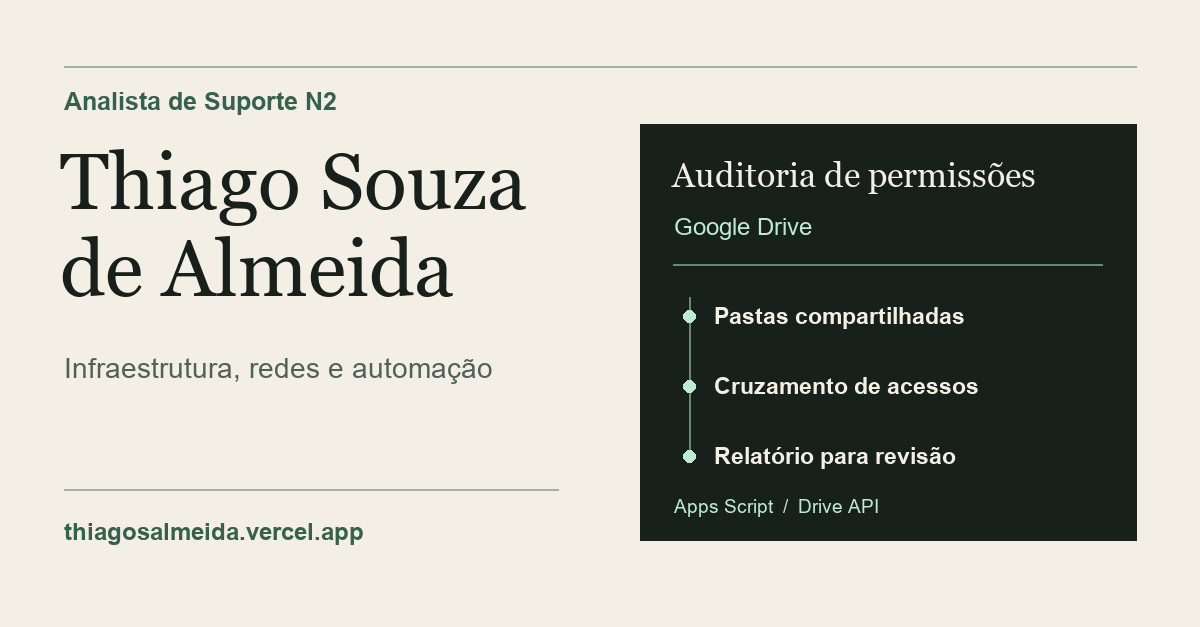 Analista de Suporte N2
Thiago Souza
de Almeida
Infraestrutura, redes e automação
thiagosalmeida.vercel.app
Auditoria de permissões
Google Drive
Pastas compartilhadas
Cruzamento de acessos
Relatório para revisão
Apps Script / Drive API